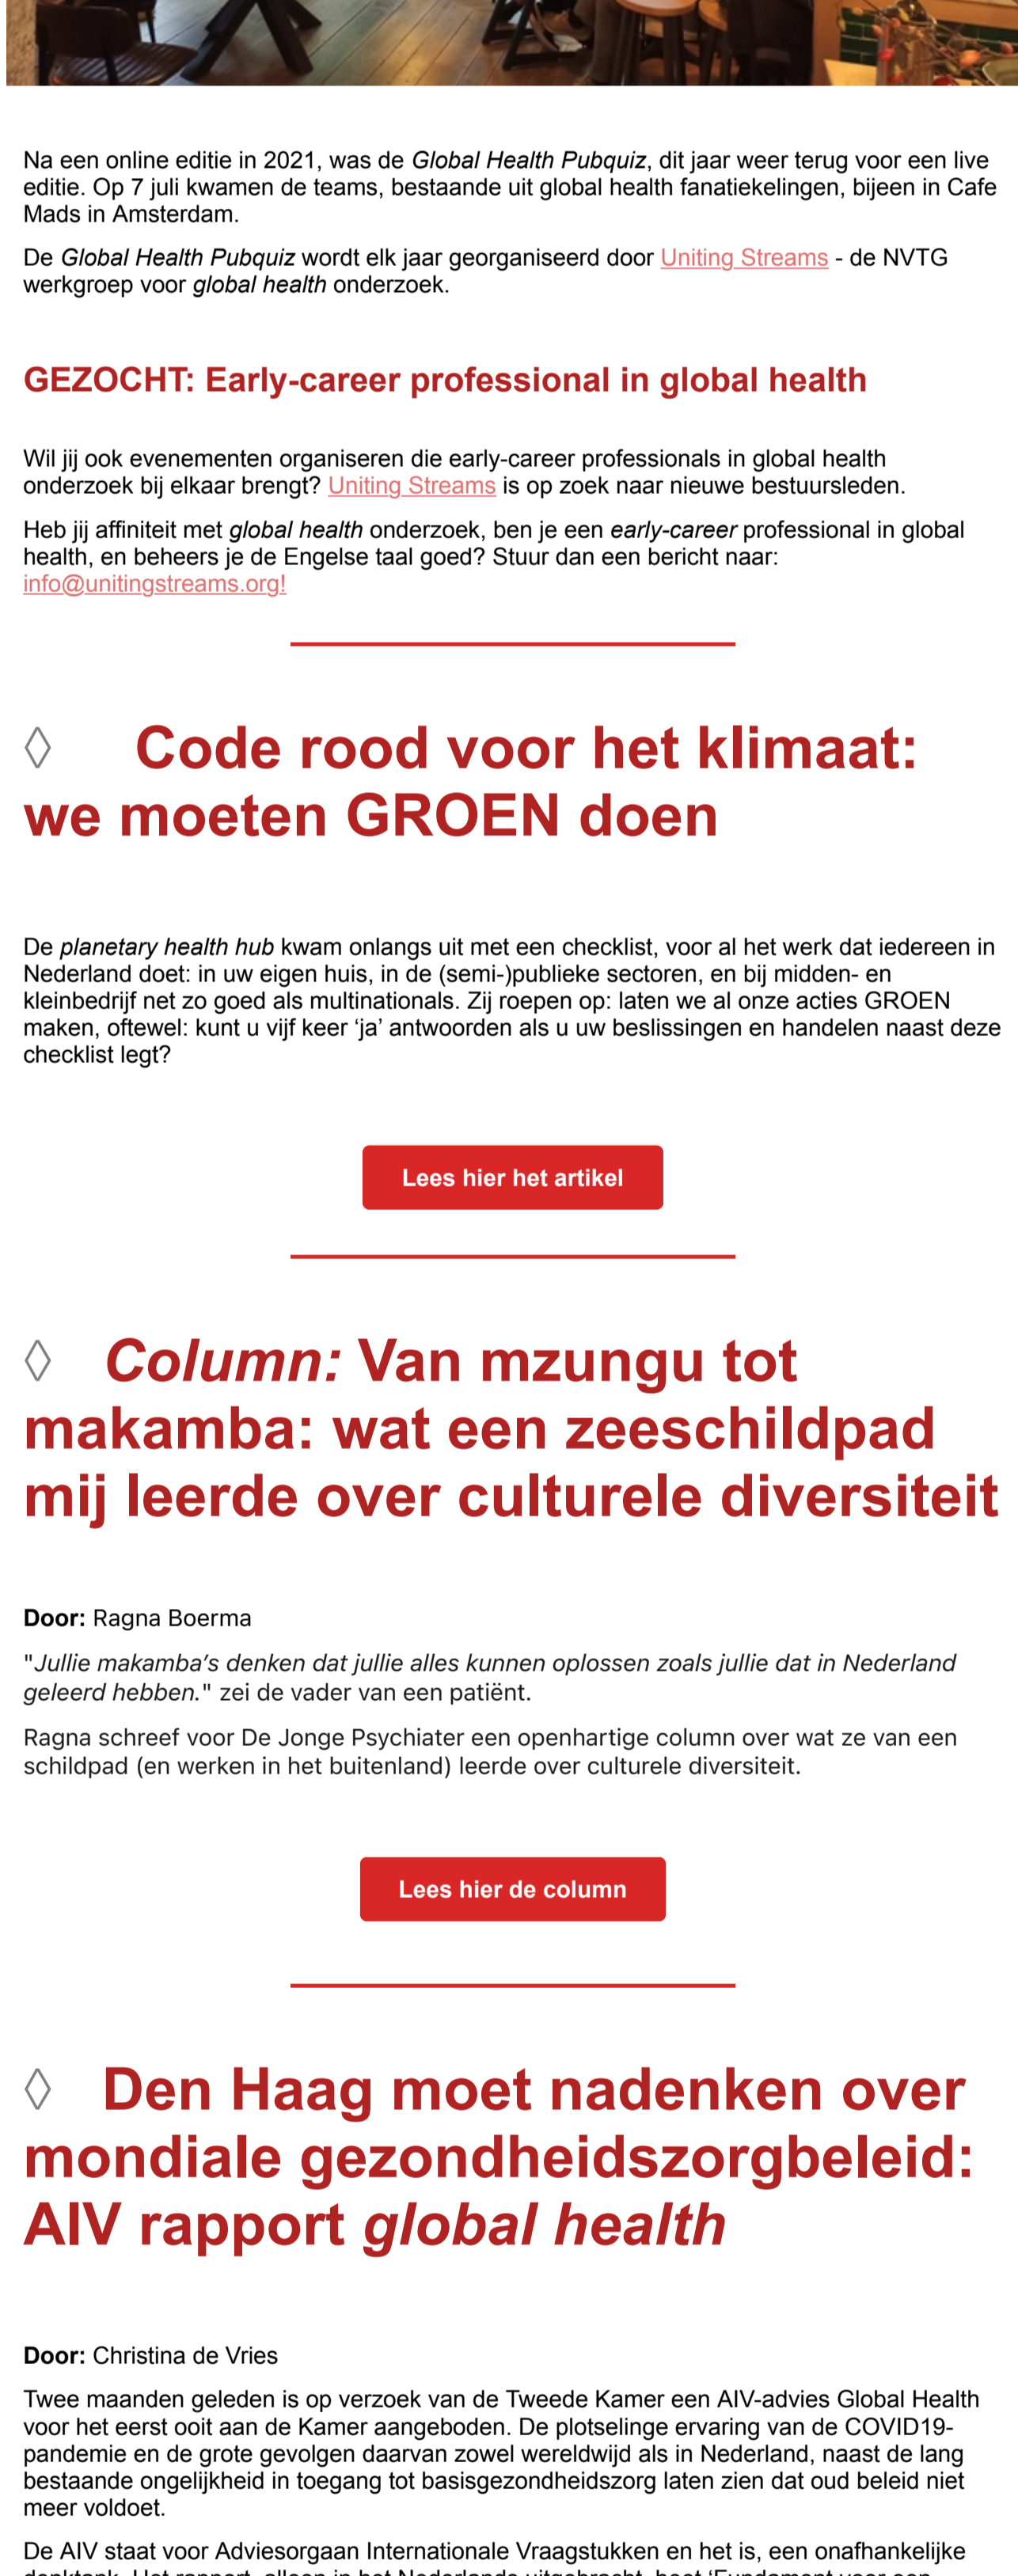 Na een online editie in 2021, was de Global Health Pubquiz, dit jaar weer terug voor een live
editie. Op 7 juli kwamen de teams, bestaande uit global health fanatiekelingen, bijeen in Cafe
Mads in Amsterdam.
De Global Health Pubquiz wordt elk jaar georganiseerd door Uniting Streams - de NVTG
werkgroep voor global health onderzoek.
GEZOCHT: Early-career professional in global health
Wil jij ook evenementen organiseren die early-career professionals in global health
onderzoek bij elkaar brengt? Uniting Streams is op zoek naar nieuwe bestuursleden.
Heb jij affiniteit met global health onderzoek, ben je een early-career professional in global
health, en beheers je de Engelse taal goed? Stuur dan een bericht naar:
info@unitingstreams.org!
◊ Code rood voor het klimaat:
we moeten GROEN doen
De planetary health hub kwam onlangs uit met een checklist, voor al het werk dat iedereen in
Nederland doet: in uw eigen huis, in de (semi-)publieke sectoren, en bij midden- en
kleinbedrijf net zo goed als multinationals. Zij roepen op: laten we al onze acties GROEN
maken, oftewel: kunt u vijf keer ‘ja’ antwoorden als u uw beslissingen en handelen naast deze
checklist legt?
Lees hier het artikel
◊ Column: Van mzungu tot
makamba: wat een zeeschildpad
mij leerde over culturele diversiteit
Door: Ragna Boerma
"Jullie makamba’s denken dat jullie alles kunnen oplossen zoals jullie dat in Nederland
geleerd hebben." zei de vader van een patiënt.
Ragna schreef voor De Jonge Psychiater een openhartige column over wat ze van een
schildpad (en werken in het buitenland) leerde over culturele diversiteit.
Lees hier de column
◊ Den Haag moet nadenken over
mondiale gezondheidszorgbeleid:
AIV rapport global health
Door: Christina de Vries
Twee maanden geleden is op verzoek van de Tweede Kamer een AIV-advies Global Health
voor het eerst ooit aan de Kamer aangeboden. De plotselinge ervaring van de COVID19-
pandemie en de grote gevolgen daarvan zowel wereldwijd als in Nederland, naast de lang
bestaande ongelijkheid in toegang tot basisgezondheidszorg laten zien dat oud beleid niet
meer voldoet.
De AIV staat voor Adviesorgaan Internationale Vraagstukken en het is, een onafhankelijke